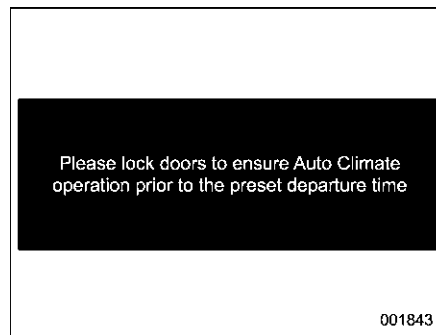 Please lock doors to ensure Auto Climate
operation prior to the preset departure time
001843